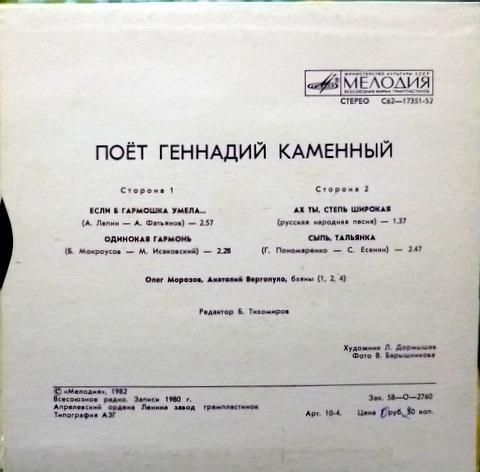 МИНИСТЕРСТВО КУЛЬТУРЫ СССР
МЕЛОДИЯ
ВСЕСОЮЗНАЯ ФИРМА ГРАМПЛАСТИНОК
СТЕРЕО С62—17351-52
ПОЁТ ГЕННАДИЙ КАМЕННЫЙ
Сторона 1
ЕСЛИ Б ГАРМОШКА УМЕЛА...
(А. Лепин — А. Фатьянов) — 2.57
ОДИНОКАЯ ГАРМОНЬ
(Б. Мокроусов — М. Исаковский) — 2.28
Сторона 2
АХ ТЫ, СТЕПЬ ШИРОКАЯ
(русская народная песня) — 1.37
СЫПЬ, ТАЛЬЯНКА
(Г. Пономаренко — С. Есенин) — 2.47
Олег Морозов, Анатолий Вергопуло, баяны (1, 2, 4)
Редактор Б. Тихомиров
Художник Л. Дормышев
Фото В. Барышникова
© «Мелодия», 1982
Всесоюзное радио. Записи 1980 г.
Апрелевский ордена Ленина завод грампластинок
Типография АЗГ
Зак. 58—О—2760
Арт. 10-4. Цена руб. 80 коп.